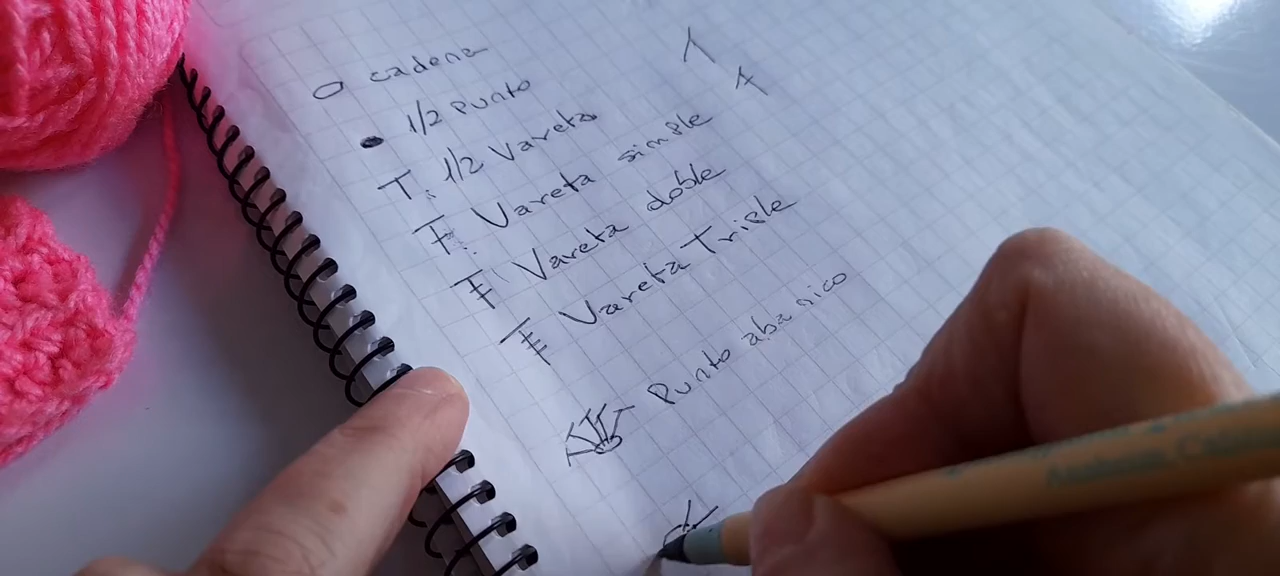 cadena
1/2 punto
T. 1/2 Vareta
Vareta simple
Vareta doble
Vareta Triple
Punto abanico